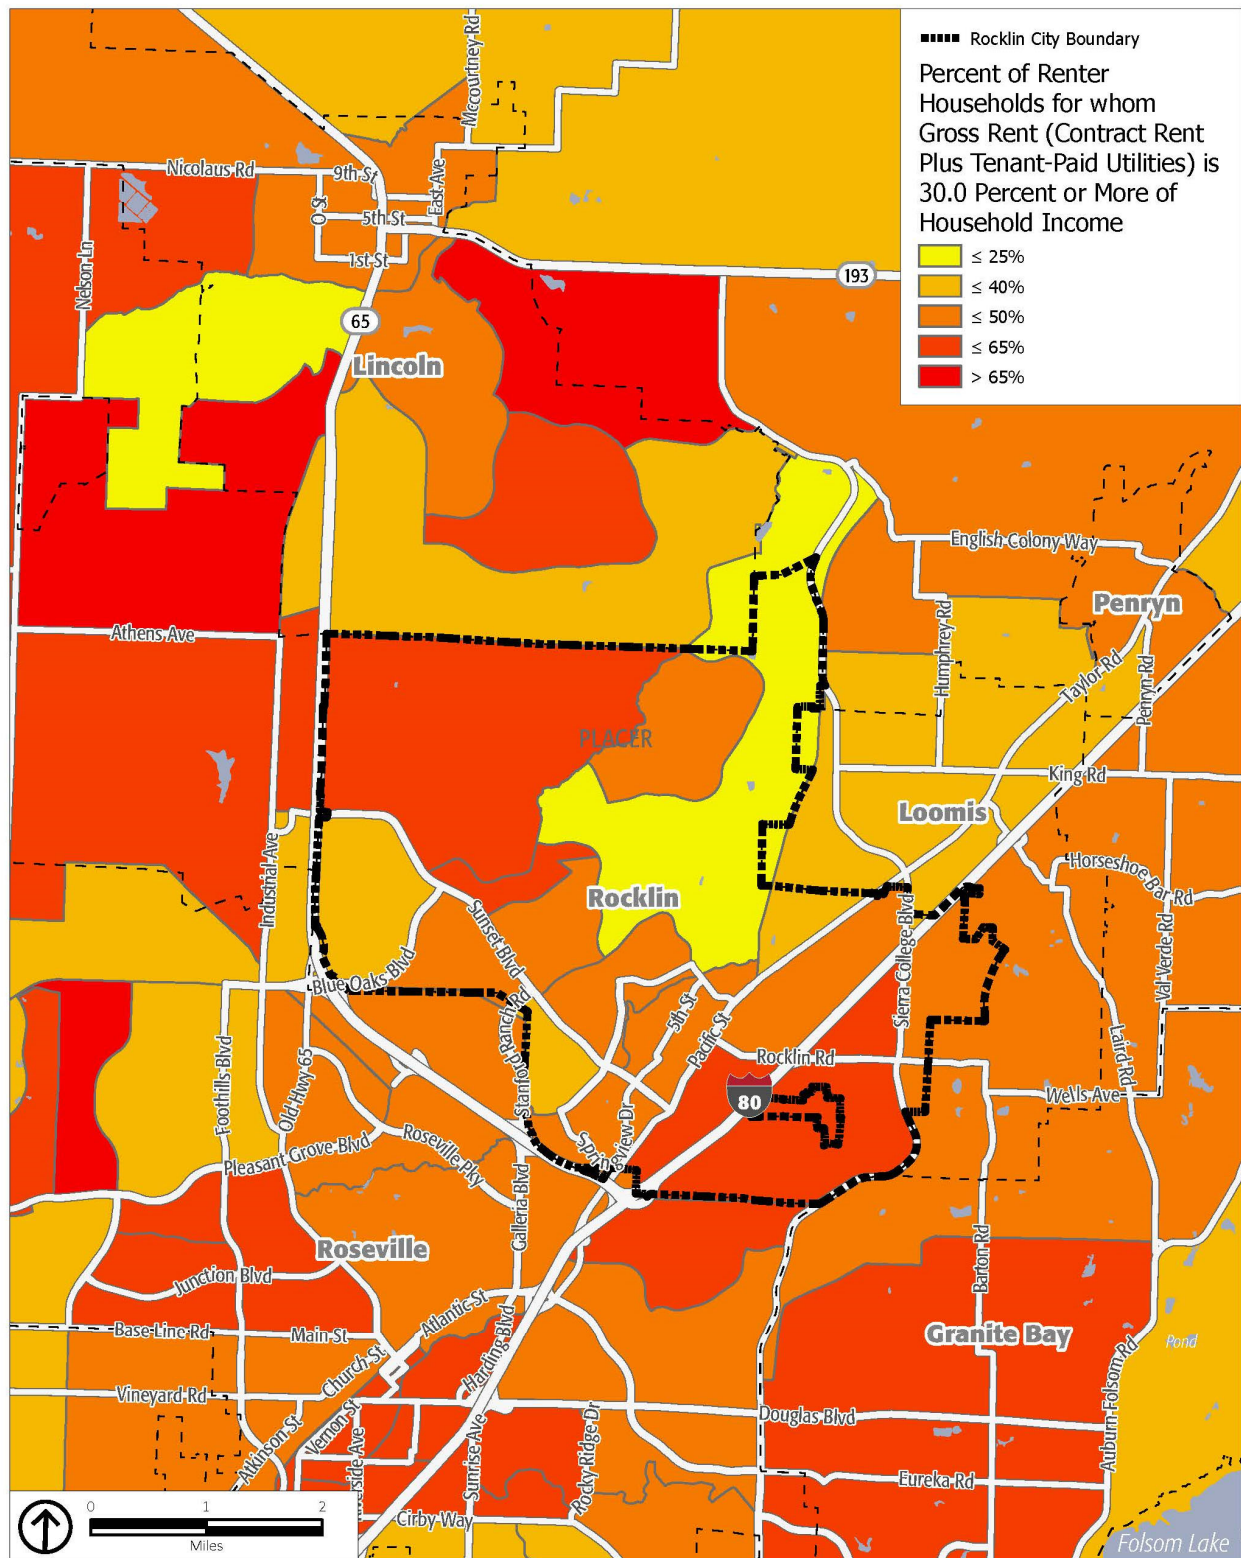 Rocklin City Boundary
Percent of Renter
Households for whom
Gross Rent (Contract Rent
Plus Tenant-Paid Utilities) is
30.0 Percent or More of
Household Income
≤ 25%
≤ 40%
≤ 50%
≤ 65%
> 65%
Mccourtney Rd
Nicolaus Rd
9th St
East Ave
O St
5th St
1st St
Nelson Ln
193
65
Lincoln
English Colony Way
Penryn
Athens Ave
Humphrey Rd
Taylor Rd
Penryn Rd
PLACER
King Rd
Loomis
Industrial Ave
Horseshoe Bar Rd
Rocklin
Sunset Blvd
Sierra College Blvd
Val Verde Rd
Blue Oaks Blvd
Stanford Ranch Rd
5th St
Pacific St
Rocklin Rd
Laird Rd
Foothills Blvd
Old Hwy 65
80
Wells Ave
Springview Dr
Pleasant Grove Blvd
Roseville Pky
Galleria Blvd
Roseville
Barton Rd
Junction Blvd
Atlantic St
Base Line Rd
Main St
Harding Blvd
Granite Bay
Pond
Church St
Vineyard Rd
Vernon St
Atkinson St
Douglas Blvd
Auburn Folsom Rd
Sunrise Ave
Rocky Ridge Dr
Eureka Rd
Cirby Way
0 1 2
Miles
Folsom Lake